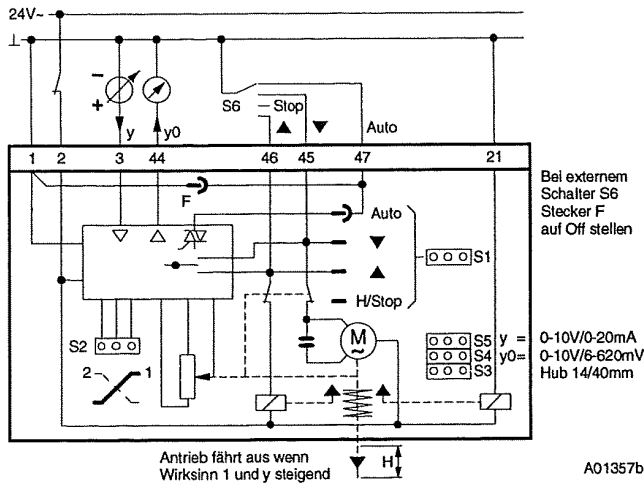 24V~
⊥
−
+
y
y0
S6
Stop
▲ ▼ Auto
1 2 3 44 46 45 47 21
Bei externem
Schalter S6
Stecker F
auf Off stellen
F
Auto
▼
▲
H/Stop
S1
S2
2 1
M
~
S5 y = 0-10V/0-20mA
S4 y0= 0-10V/6-620mV
S3 Hub 14/40mm
H
Antrieb fährt aus wenn
Wirksinn 1 und y steigend
A01357b